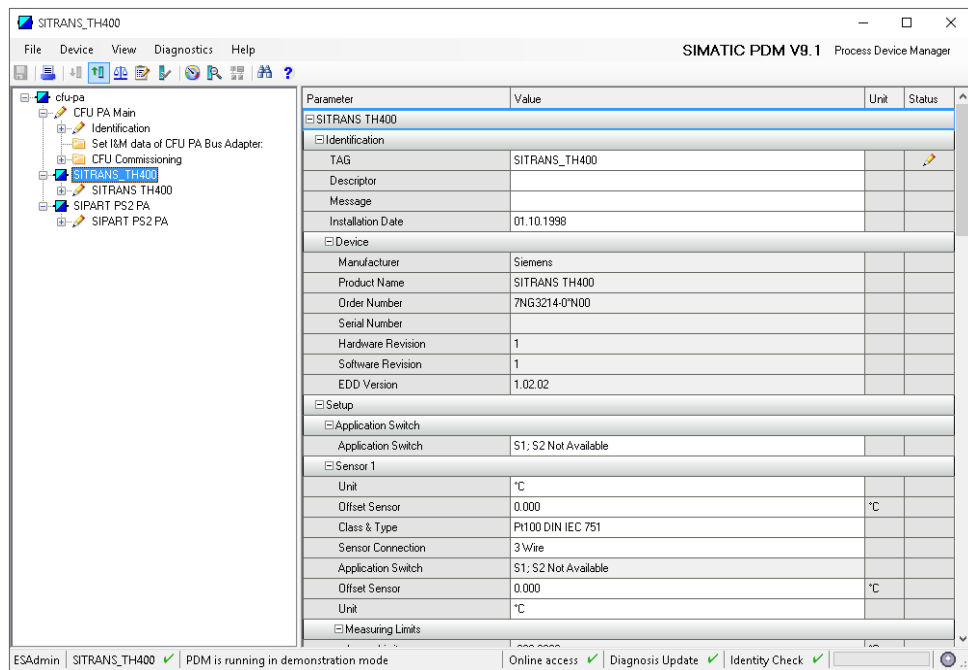 SITRANS_TH400
File Device View Diagnostics Help
SIMATIC PDM V9.1 Process Device Manager
cfu-pa
CFU PA Main
Identification
Set I&M data of CFU PA Bus Adapter:
CFU Commissioning
SITRANS_TH400
SITRANS TH400
SIPART PS2 PA
SIPART PS2 PA
Parameter Value Unit Status
SITRANS TH400
Identification
TAG SITRANS_TH400
Descriptor
Message
Installation Date 01.10.1998
Device
Manufacturer Siemens
Product Name SITRANS TH400
Order Number 7NG3214-0*N00
Serial Number
Hardware Revision 1
Software Revision 1
EDD Version 1.02.02
Setup
Application Switch
Application Switch S1; S2 Not Available
Sensor 1
Unit °C
Offset Sensor 0.000 °C
Class & Type Pt100 DIN IEC 751
Sensor Connection 3 Wire
Application Switch S1; S2 Not Available
Offset Sensor 0.000 °C
Unit °C
Measuring Limits
ESAdmin SITRANS_TH400 PDM is running in demonstration mode Online access Diagnosis Update Identity Check